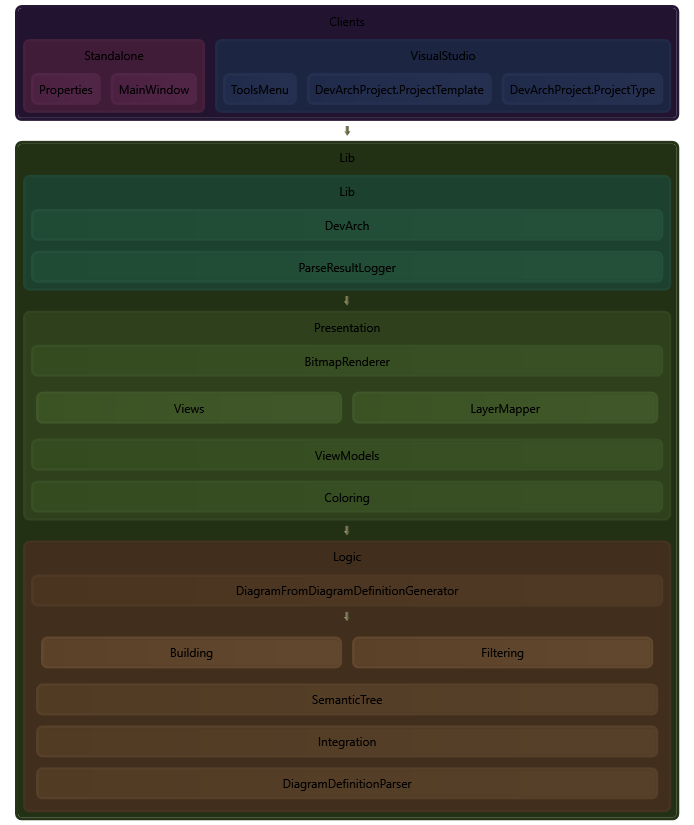 Clients
Standalone VisualStudio
Properties MainWindow ToolsMenu DevArchProject.ProjectTemplate DevArchProject.ProjectType
Lib
Lib
DevArch
ParseResultLogger
Presentation
BitmapRenderer
Views LayerMapper
ViewModels
Coloring
Logic
DiagramFromDiagramDefinitionGenerator
Building Filtering
SemanticTree
Integration
DiagramDefinitionParser